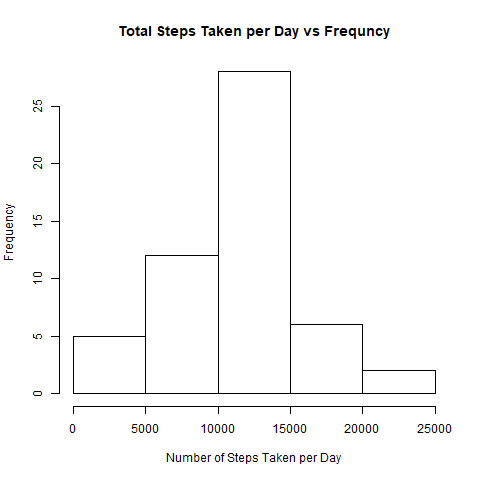 Total Steps Taken per Day vs Frequncy
25
20
15
10
5
0
Frequency
0 5000 10000 15000 20000 25000
Number of Steps Taken per Day